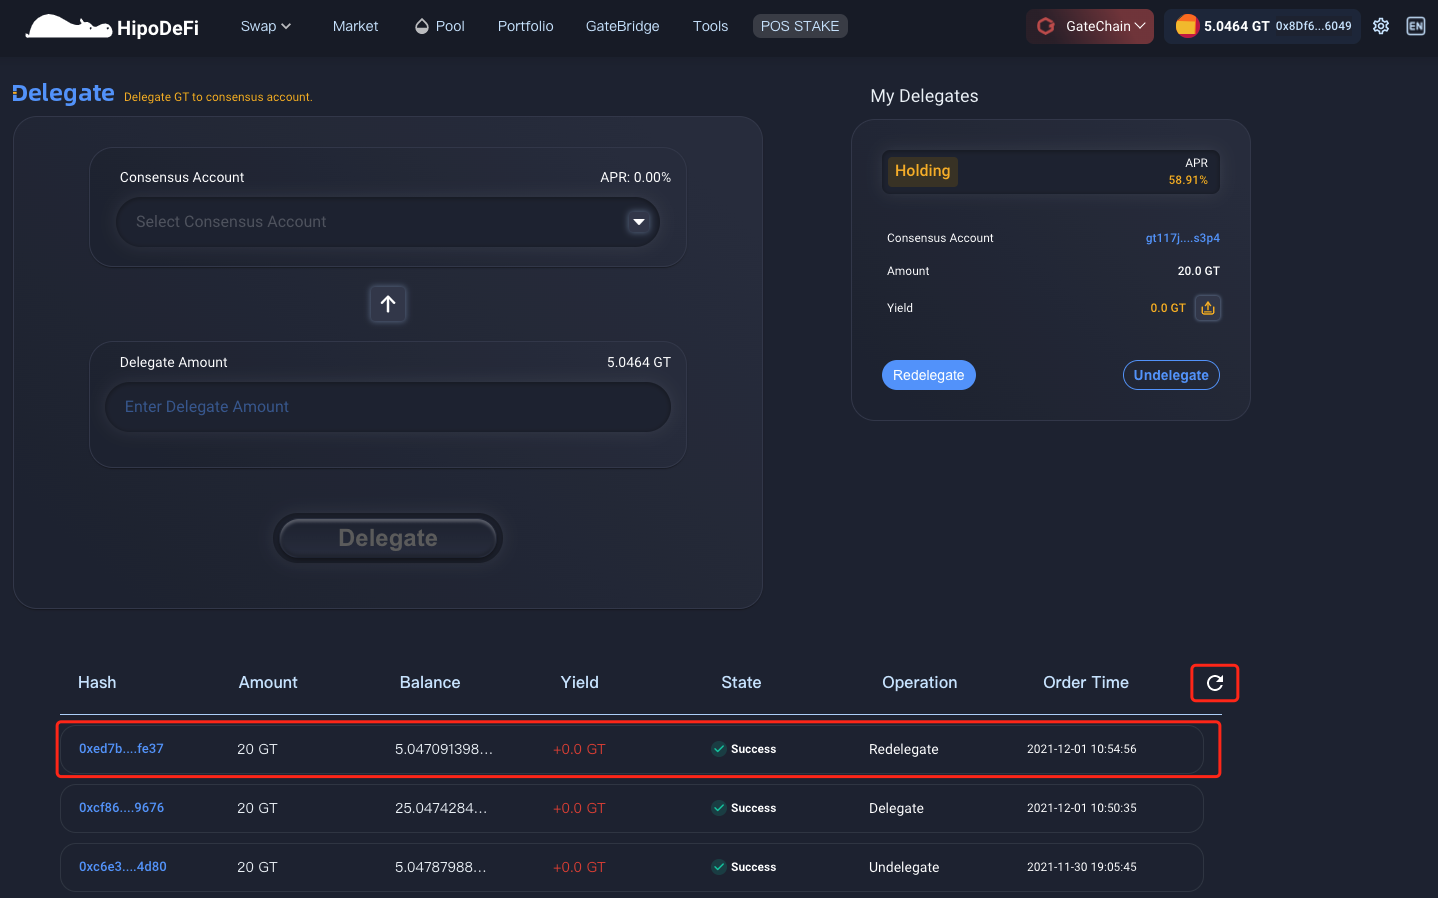 HipoDeFi Swap Market Pool Portfolio GateBridge Tools POS STAKE GateChain 5.0464 GT 0x8Df6...6049 EN
Delegate Delegate GT to consensus account.
My Delegates
Consensus Account APR: 0.00%
Select Consensus Account
Delegate Amount 5.0464 GT
Enter Delegate Amount
Delegate
Holding APR
58.91%
Consensus Account gt117j....s3p4
Amount 20.0 GT
Yield 0.0 GT
Redelegate Undelegate
Hash Amount Balance Yield State Operation Order Time
0xed7b....fe37 20 GT 5.047091398... +0.0 GT Success Redelegate 2021-12-01 10:54:56
0xcf86....9676 20 GT 25.0474284... +0.0 GT Success Delegate 2021-12-01 10:50:35
0xc6e3....4d80 20 GT 5.04787988... +0.0 GT Success Undelegate 2021-11-30 19:05:45